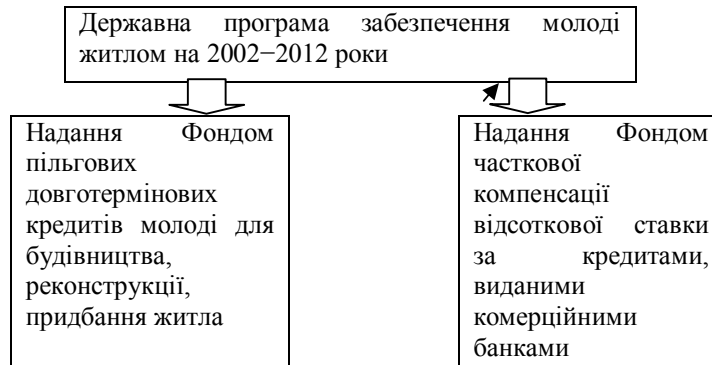 Державна програма забезпечення молоді
житлом на 2002−2012 роки
Надання Фондом
пільгових
довготермінових
кредитів молоді для
будівництва,
реконструкції,
придбання житла
Надання Фондом
часткової
компенсації
відсоткової ставки
за кредитами,
виданими
комерційними
банками